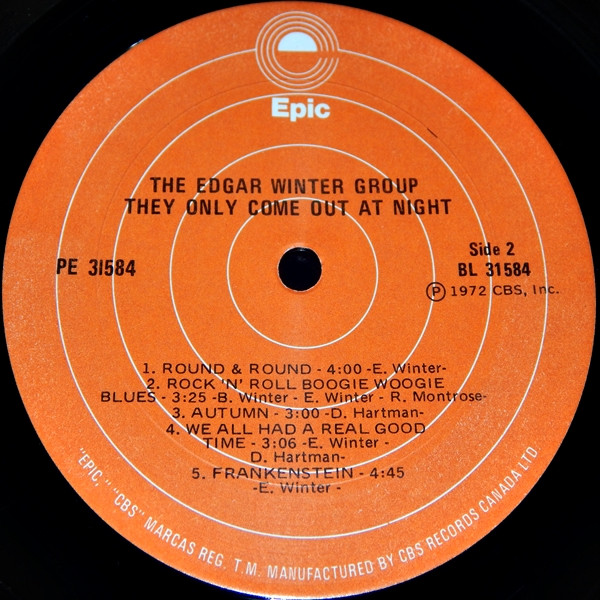 Epic
THE EDGAR WINTER GROUP
THEY ONLY COME OUT AT NIGHT
PE 31584
Side 2
BL 31584
Ⓟ 1972 CBS, Inc.
1. ROUND & ROUND - 4:00 -E. Winter-
2. ROCK 'N' ROLL BOOGIE WOOGIE
BLUES - 3:25 -B. Winter - E. Winter - R. Montrose-
3. AUTUMN - 3:00 -D. Hartman-
4. WE ALL HAD A REAL GOOD
TIME - 3:06 -E. Winter -
D. Hartman-
5. FRANKENSTEIN - 4:45
-E. Winter -
"EPIC," "CBS" MARCAS REG. T.M. MANUFACTURED BY CBS RECORDS CANADA LTD